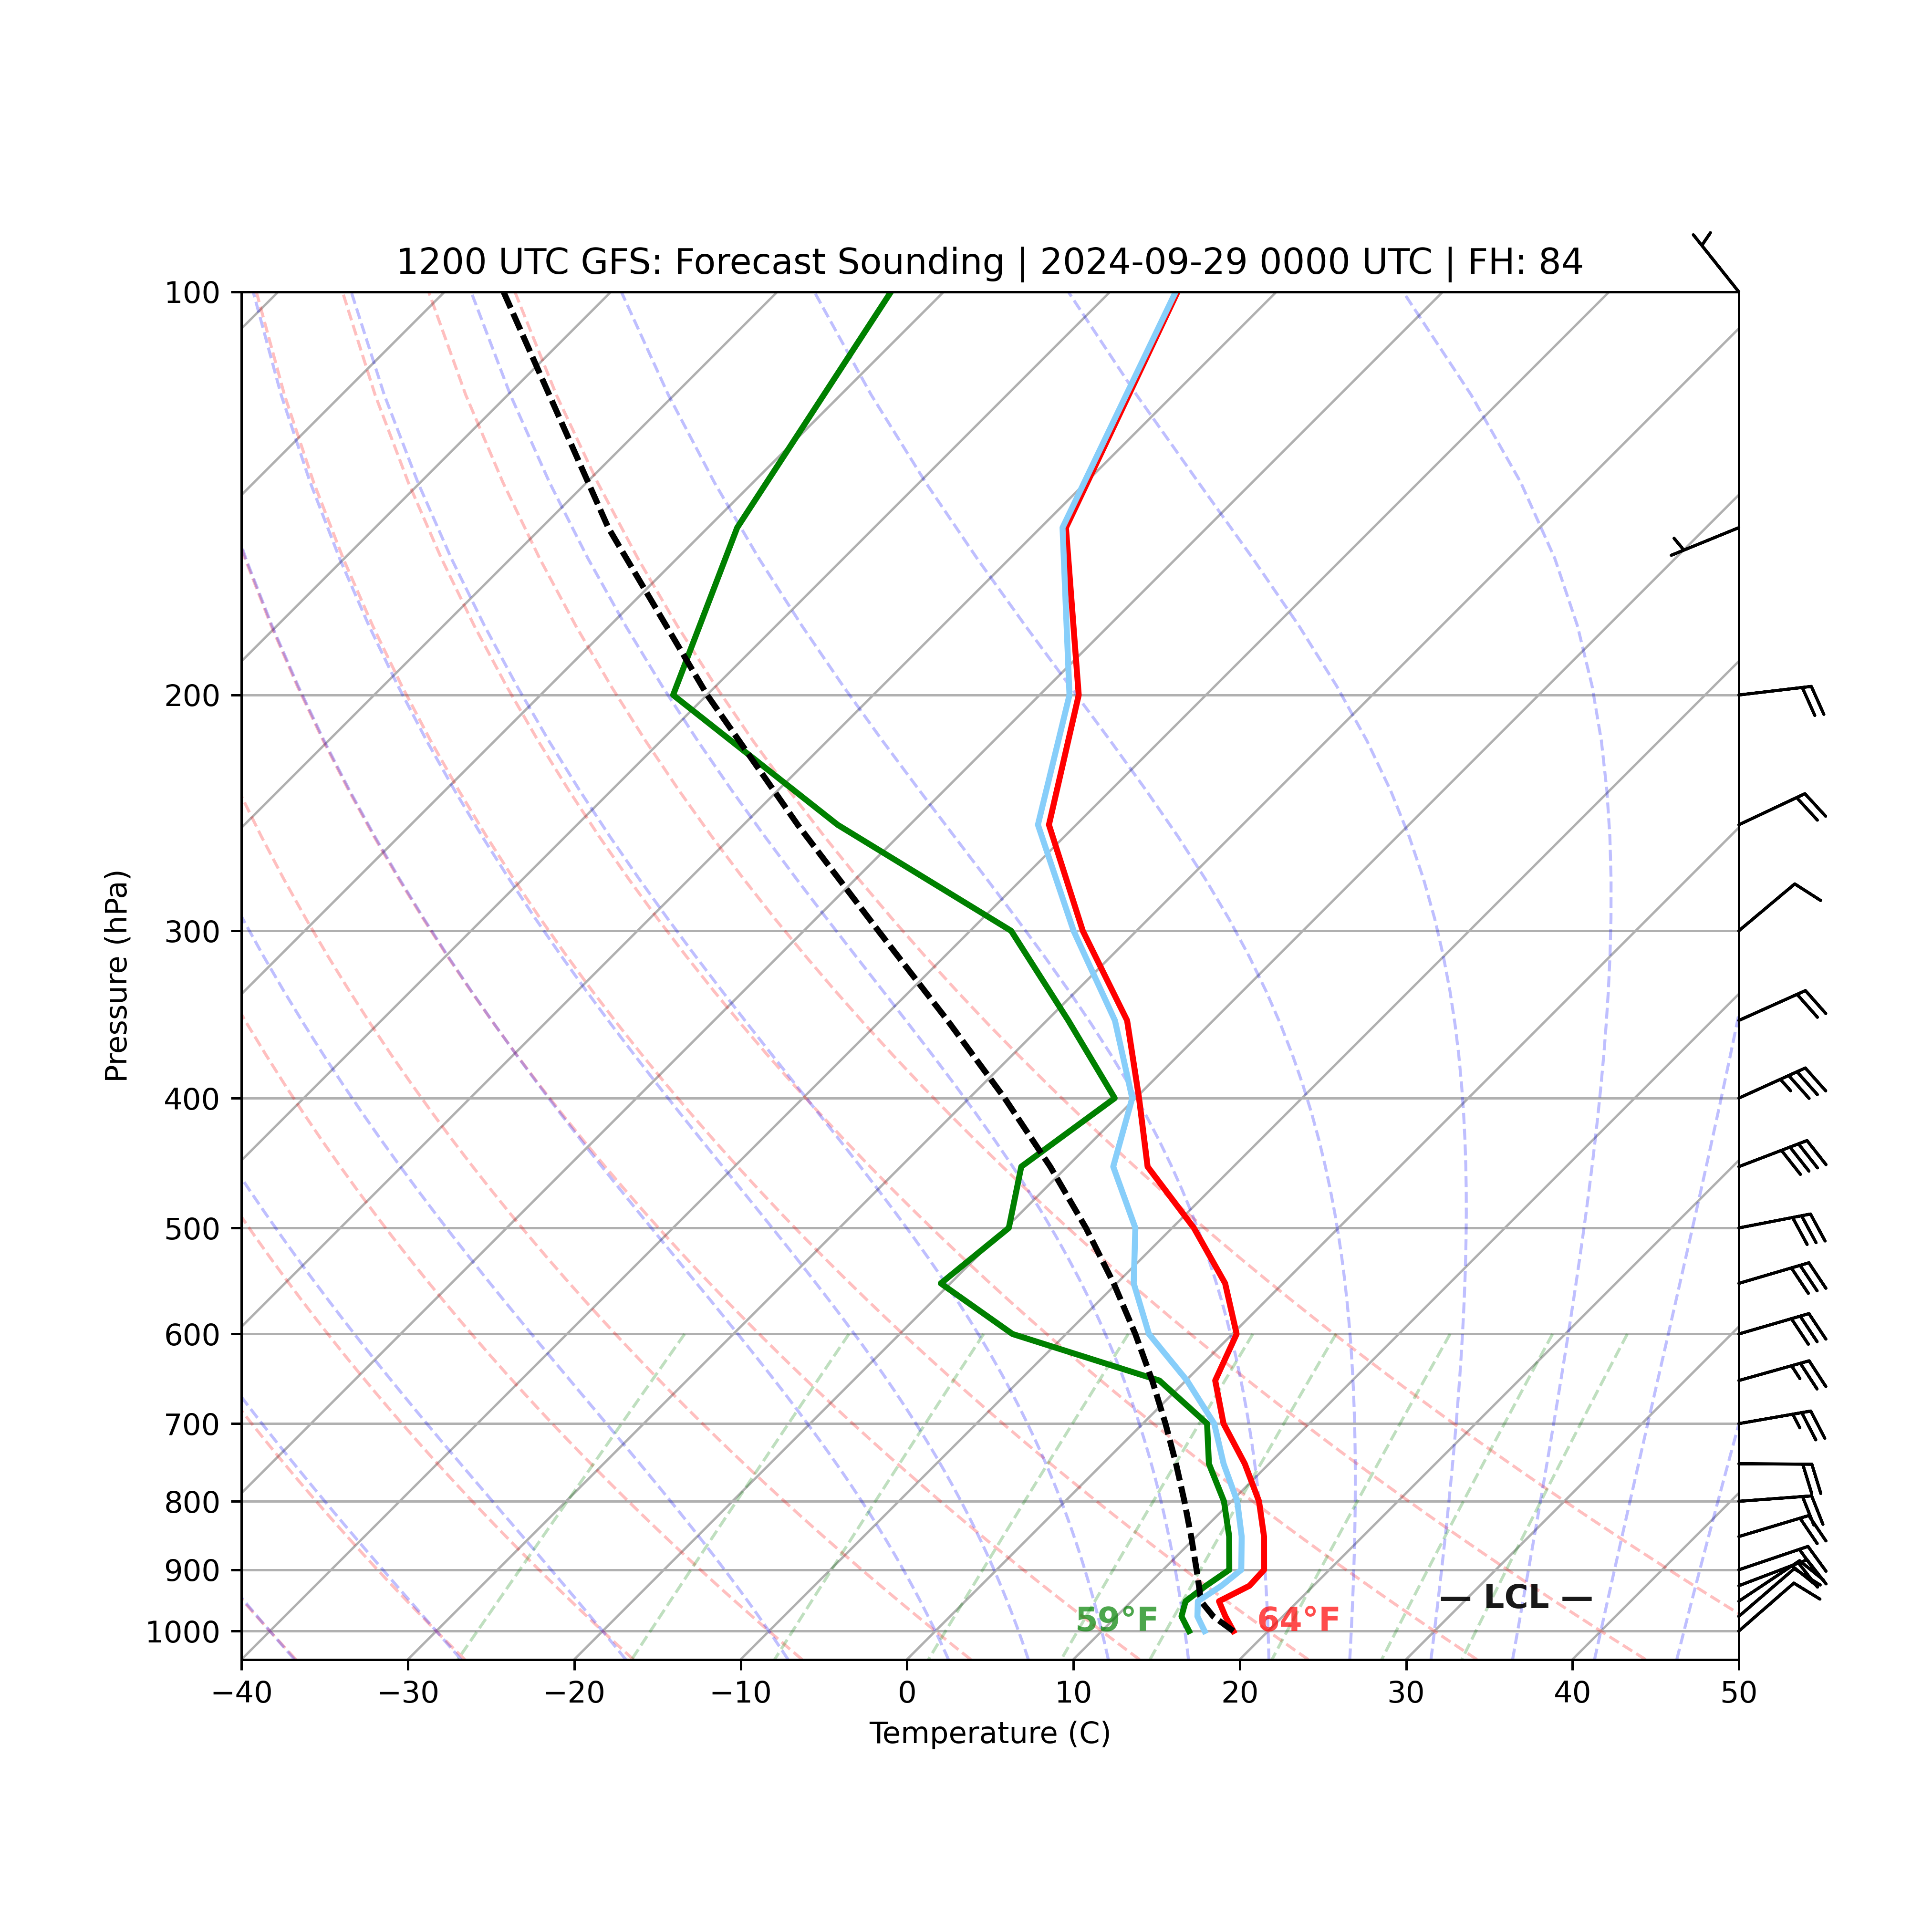 1200 UTC GFS: Forecast Sounding | 2024-09-29 0000 UTC | FH: 84
100
200
300
400
500
600
700
800
900
1000
Pressure (hPa)
— LCL —
59°F
64°F
−40 −30 −20 −10 0 10 20 30 40 50
Temperature (C)